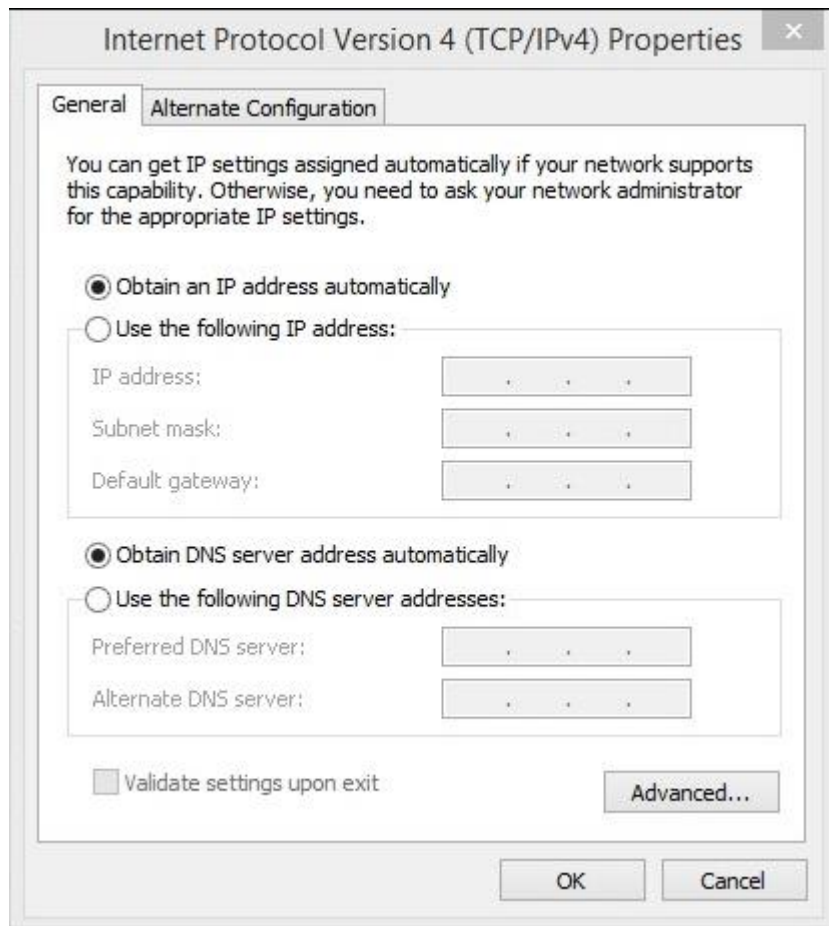 Internet Protocol Version 4 (TCP/IPv4) Properties
General
Alternate Configuration
You can get IP settings assigned automatically if your network supports
this capability. Otherwise, you need to ask your network administrator
for the appropriate IP settings.
Obtain an IP address automatically
Use the following IP address:
IP address:
Subnet mask:
Default gateway:
Obtain DNS server address automatically
Use the following DNS server addresses:
Preferred DNS server:
Alternate DNS server:
Validate settings upon exit
Advanced...
OK
Cancel